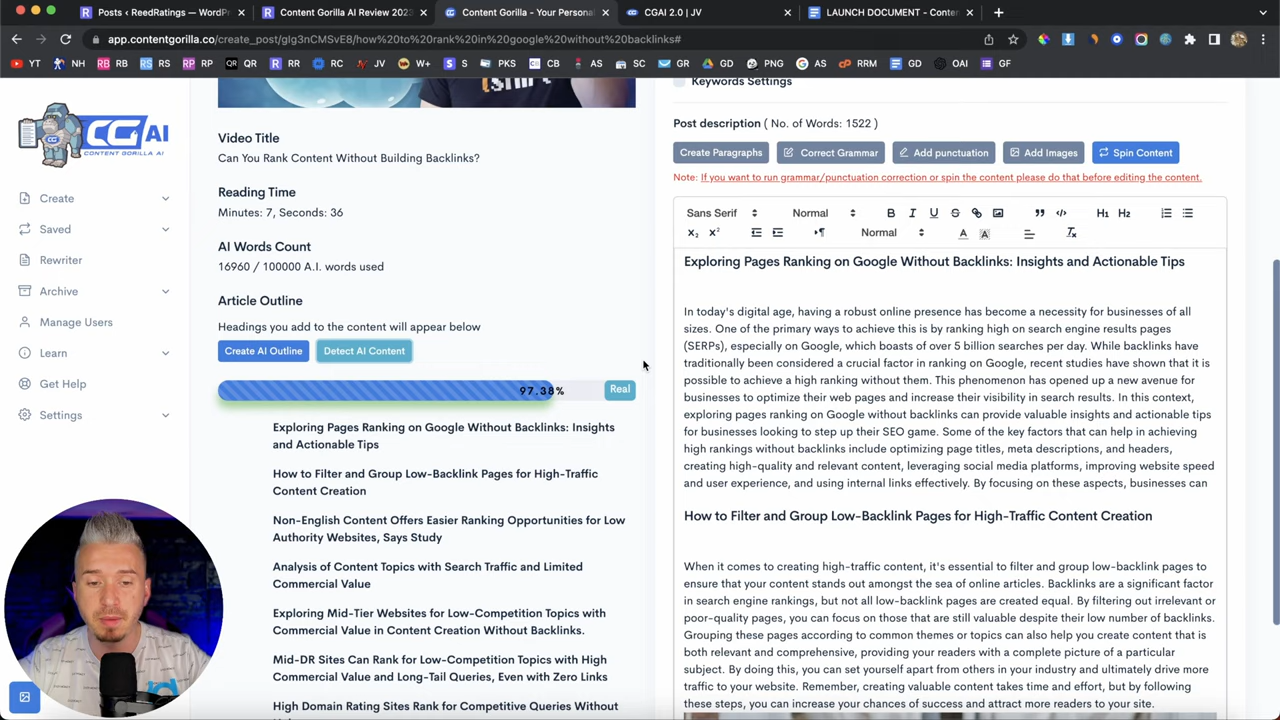 Posts ‹ ReedRatings — WordPr
Content Gorilla AI Review 2023
Content Gorilla - Your Persona
CGAI 2.0 | JV
LAUNCH DOCUMENT - Conte
app.contentgorilla.co/create_post/glg3nCMSvE8/how%20to%20rank%20in%20google%20without%20backlinks#
YT NH RB RS RP QR RR RC JV W+ S PKS CB AS SC GR GD PNG AS RRM GD OAI GF
CGAI
CONTENT GORILLA AI
Create
Saved
Rewriter
Archive
Manage Users
Learn
Get Help
Settings
Video Title
Can You Rank Content Without Building Backlinks?
Reading Time
Minutes: 7, Seconds: 36
AI Words Count
16960 / 100000 A.I. words used
Article Outline
Headings you add to the content will appear below
Create AI Outline Detect AI Content
97.38% Real
Exploring Pages Ranking on Google Without Backlinks: Insights
and Actionable Tips
How to Filter and Group Low-Backlink Pages for High-Traffic
Content Creation
Non-English Content Offers Easier Ranking Opportunities for Low
Authority Websites, Says Study
Analysis of Content Topics with Search Traffic and Limited
Commercial Value
Exploring Mid-Tier Websites for Low-Competition Topics with
Commercial Value in Content Creation Without Backlinks.
Mid-DR Sites Can Rank for Low-Competition Topics with High
Commercial Value and Long-Tail Queries, Even with Zero Links
High Domain Rating Sites Rank for Competitive Queries Without
Keywords Settings
Post description ( No. of Words: 1522 )
Create Paragraphs Correct Grammar Add punctuation Add Images Spin Content
Note: If you want to run grammar/punctuation correction or spin the content please do that before editing the content.
Sans Serif Normal B I U S H1 H2
X2 X2 Normal A A Tx
Exploring Pages Ranking on Google Without Backlinks: Insights and Actionable Tips
In today's digital age, having a robust online presence has become a necessity for businesses of all
sizes. One of the primary ways to achieve this is by ranking high on search engine results pages
(SERPs), especially on Google, which boasts of over 5 billion searches per day. While backlinks have
traditionally been considered a crucial factor in ranking on Google, recent studies have shown that it is
possible to achieve a high ranking without them. This phenomenon has opened up a new avenue for
businesses to optimize their web pages and increase their visibility in search results. In this context,
exploring pages ranking on Google without backlinks can provide valuable insights and actionable tips
for businesses looking to step up their SEO game. Some of the key factors that can help in achieving
high rankings without backlinks include optimizing page titles, meta descriptions, and headers,
creating high-quality and relevant content, leveraging social media platforms, improving website speed
and user experience, and using internal links effectively. By focusing on these aspects, businesses can
How to Filter and Group Low-Backlink Pages for High-Traffic Content Creation
When it comes to creating high-traffic content, it's essential to filter and group low-backlink pages to
ensure that your content stands out amongst the sea of online articles. Backlinks are a significant factor
in search engine rankings, but not all low-backlink pages are created equal. By filtering out irrelevant or
poor-quality pages, you can focus on those that are still valuable despite their low number of backlinks.
Grouping these pages according to common themes or topics can also help you create content that is
both relevant and comprehensive, providing your readers with a complete picture of a particular
subject. By doing this, you can set yourself apart from others in your industry and ultimately drive more
traffic to your website. Remember, creating valuable content takes time and effort, but by following
these steps, you can increase your chances of success and attract more readers to your site.